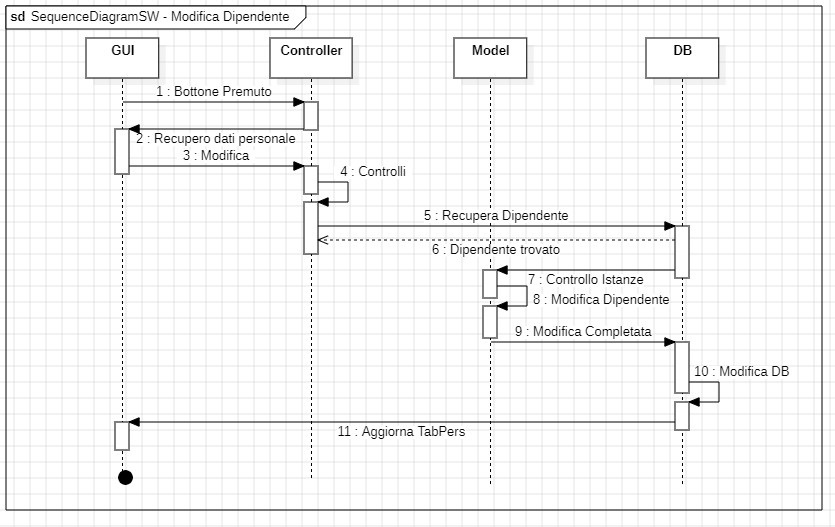 sd SequenceDiagramSW - Modifica Dipendente
GUI
Controller
Model
DB
1 : Bottone Premuto
2 : Recupero dati personale
3 : Modifica
4 : Controlli
5 : Recupera Dipendente
6 : Dipendente trovato
7 : Controllo Istanze
8 : Modifica Dipendente
9 : Modifica Completata
10 : Modifica DB
11 : Aggiorna TabPers